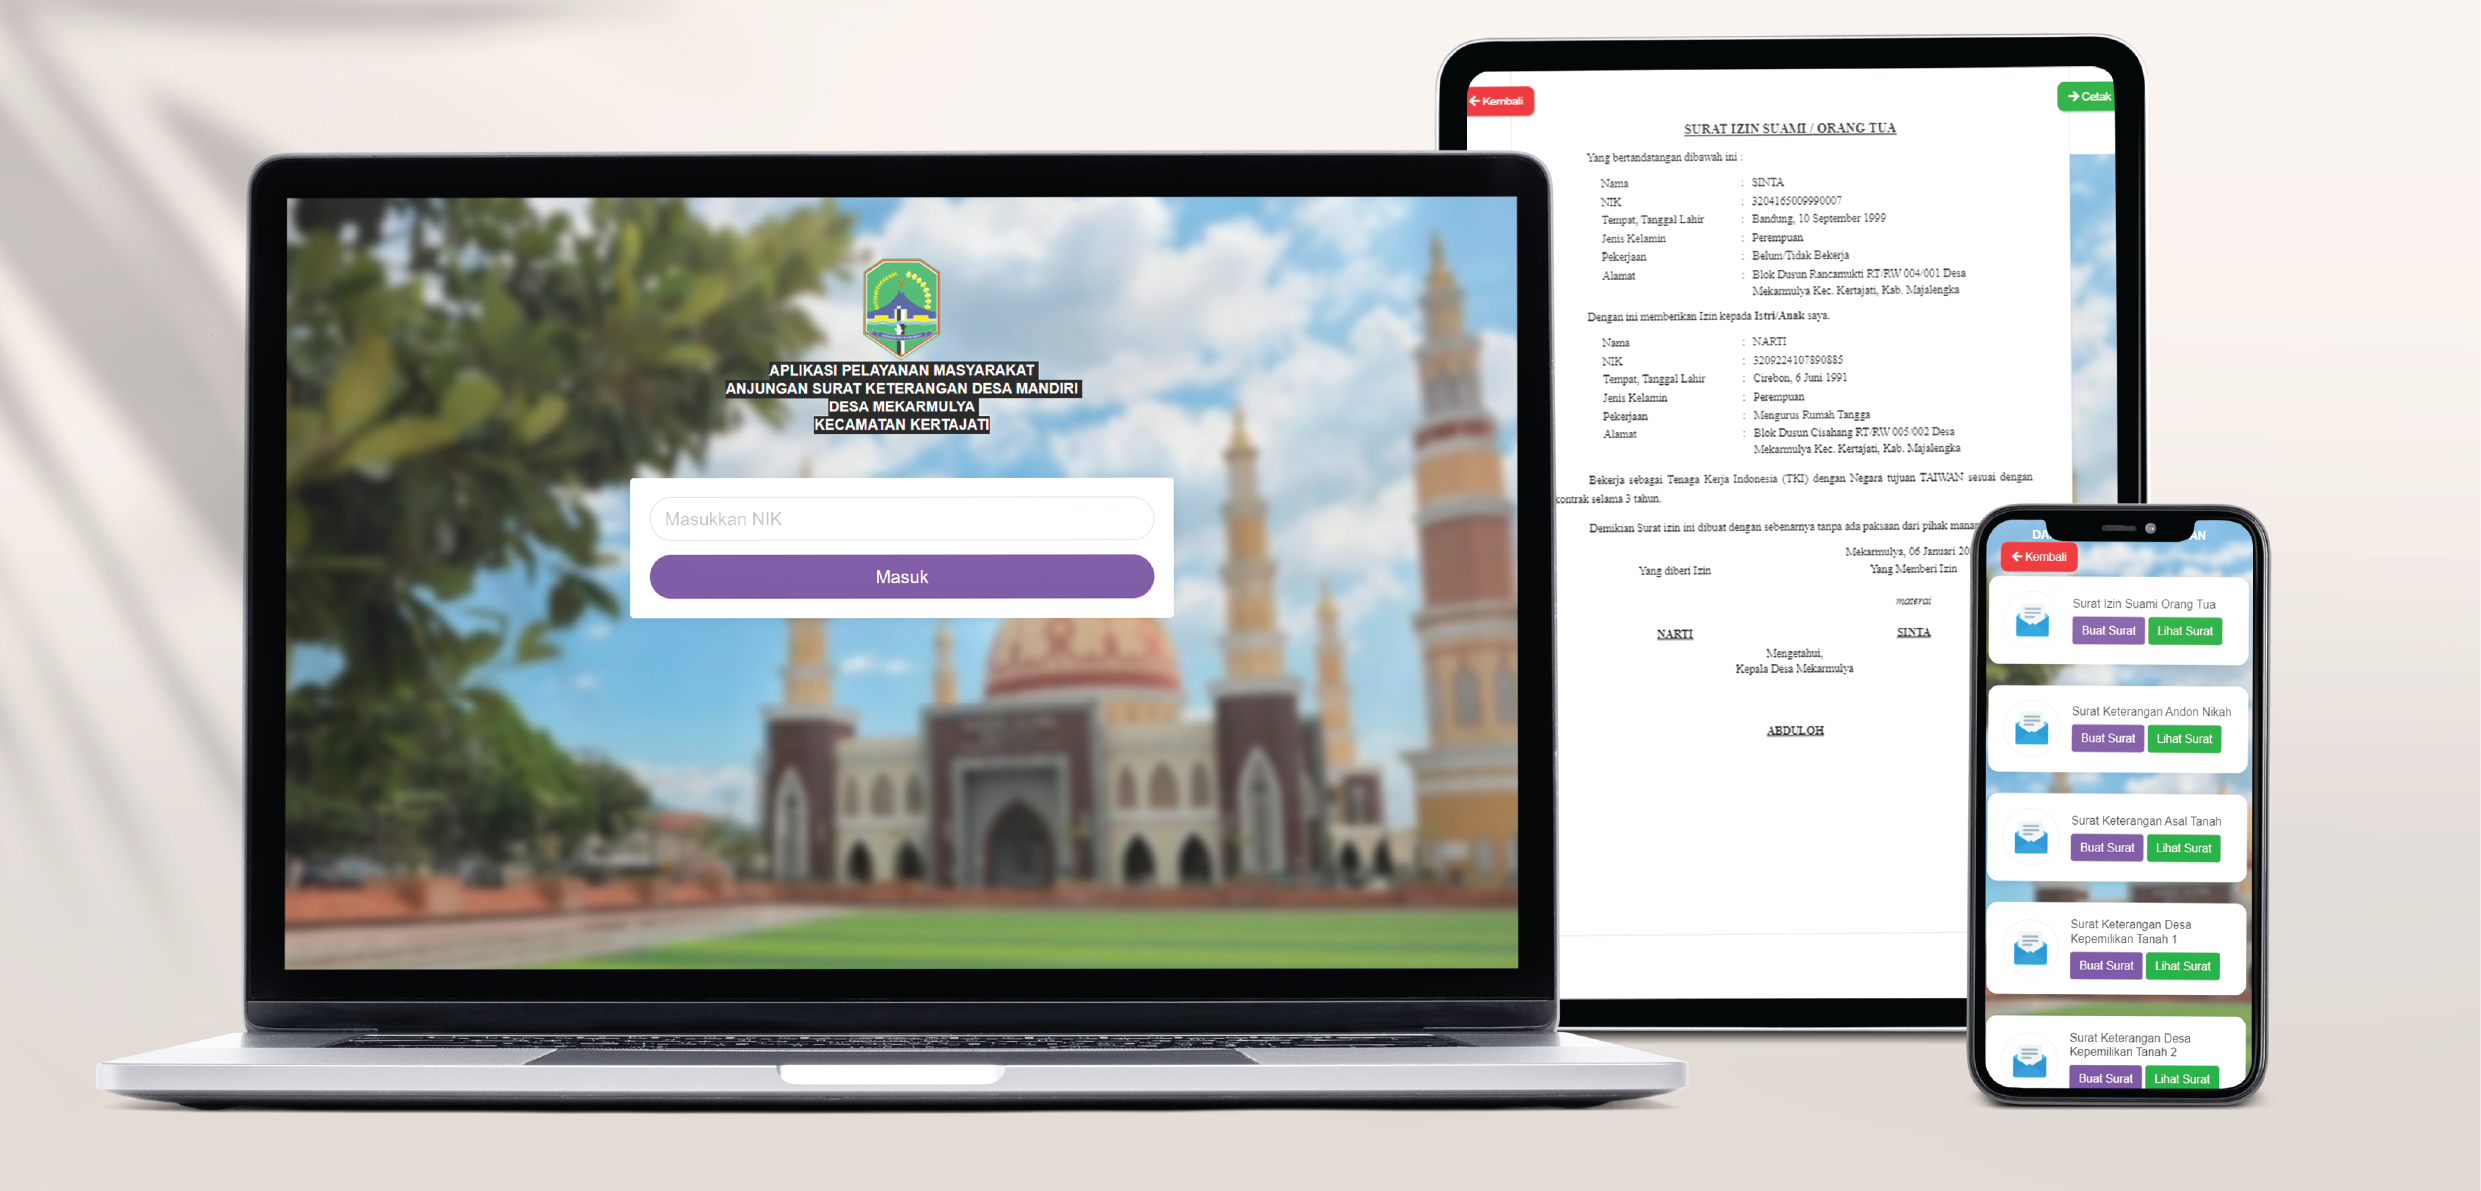 APLIKASI PELAYANAN MASYARAKAT
ANJUNGAN SURAT KETERANGAN DESA MANDIRI
DESA MEKARMULYA
KECAMATAN KERTAJATI
Masukkan NIK
Masuk
Kembali
Cetak
SURAT IZIN SUAMI / ORANG TUA
Yang bertandatangan dibawah ini :
Nama : SINTA
NIK : 3204165009990007
Tempat, Tanggal Lahir : Bandung, 10 September 1999
Jenis Kelamin : Perempuan
Pekerjaan : Belum/Tidak Bekerja
Alamat : Blok Dusun Rancamukti RT/RW 004/001 Desa
Mekarmulya Kec. Kertajati, Kab. Majalengka
Dengan ini memberikan Izin kepada Istri/Anak saya.
Nama : NARTI
NIK : 3209224107890885
Tempat, Tanggal Lahir : Cirebon, 6 Juni 1991
Jenis Kelamin : Perempuan
Pekerjaan : Mengurus Rumah Tangga
Alamat : Blok Dusun Cisahang RT/RW 005/002 Desa
Mekarmulya Kec. Kertajati, Kab. Majalengka
Bekerja sebagai Tenaga Kerja Indonesia (TKI) dengan Negara tujuan TAIWAN sesuai dengan
kontrak selama 3 tahun.
Demikian Surat izin ini dibuat dengan sebenarnya tanpa ada paksaan dari pihak
Mekarmulya, 06 Januari 20
Yang diberi Izin Yang Memberi Izin
materai
NARTI SINTA
Mengetahui,
Kepala Desa Mekarmulya
ABDULOH
Kembali
Surat Izin Suami Orang Tua
Buat Surat Lihat Surat
Surat Keterangan Andon Nikah
Buat Surat Lihat Surat
Surat Keterangan Asal Tanah
Buat Surat Lihat Surat
Surat Keterangan Desa
Kepemilikan Tanah 1
Buat Surat Lihat Surat
Surat Keterangan Desa
Kepemilikan Tanah 2
Buat Surat Lihat Surat